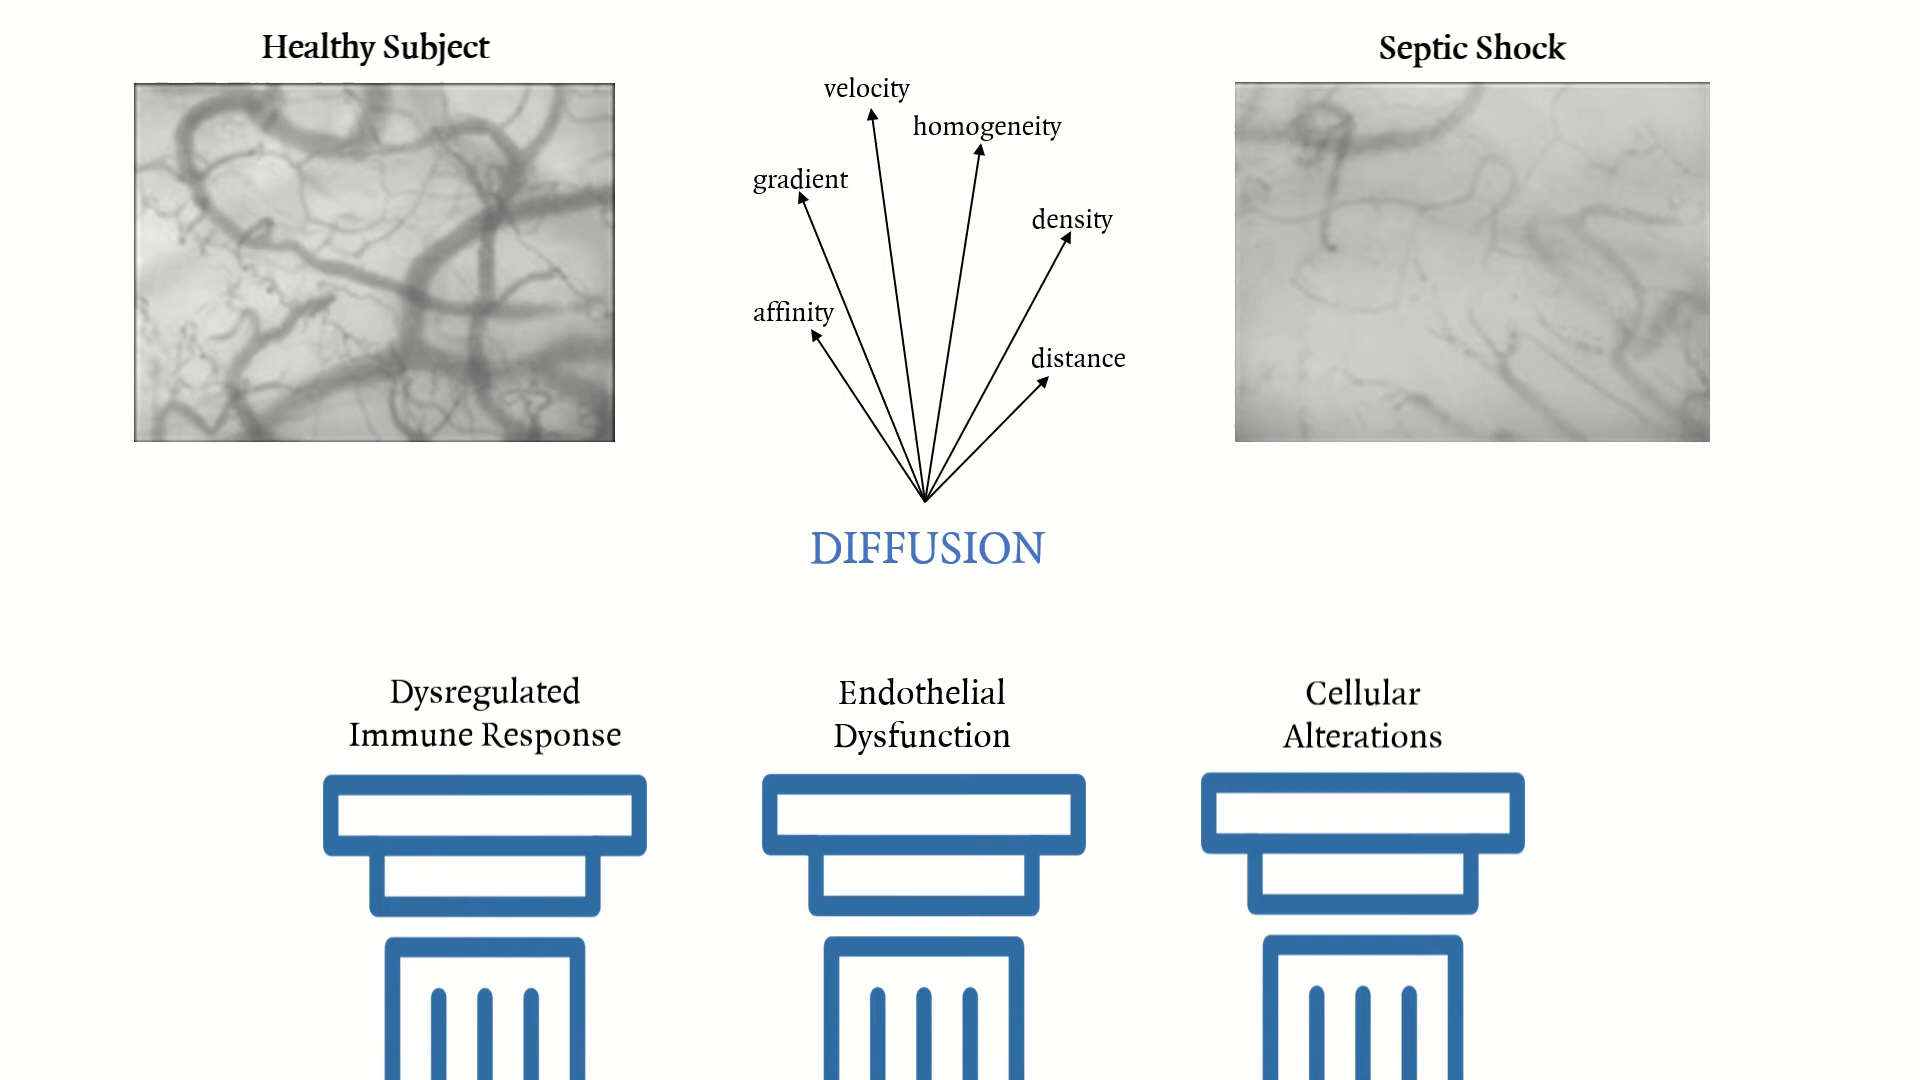 Healthy Subject
Septic Shock
velocity
homogeneity
gradient
density
affinity
distance
DIFFUSION
Dysregulated
Immune Response
Endothelial
Dysfunction
Cellular
Alterations